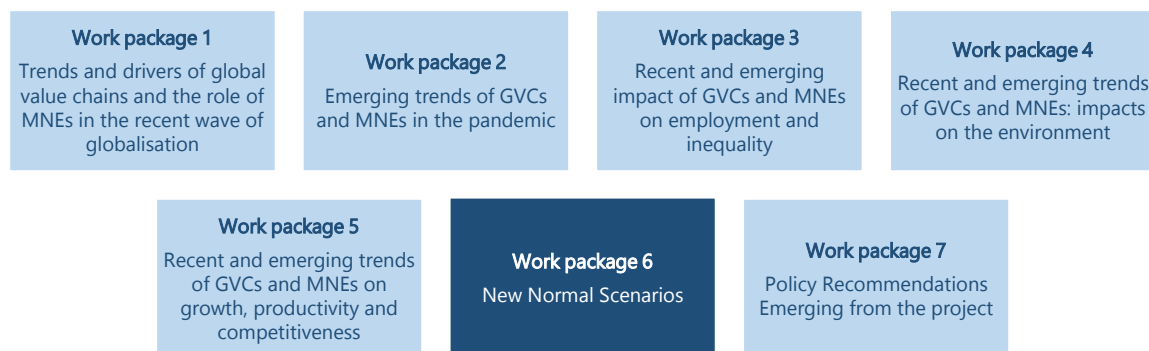 Work package 1
Trends and drivers of global
value chains and the role of
MNEs in the recent wave of
globalisation
Work package 2
Emerging trends of GVCs
and MNEs in the pandemic
Work package 3
Recent and emerging
impact of GVCs and MNEs
on employment and
inequality
Work package 4
Recent and emerging trends
of GVCs and MNEs: impacts
on the environment
Work package 5
Recent and emerging trends
of GVCs and MNEs on
growth, productivity and
competitiveness
Work package 6
New Normal Scenarios
Work package 7
Policy Recommendations
Emerging from the project